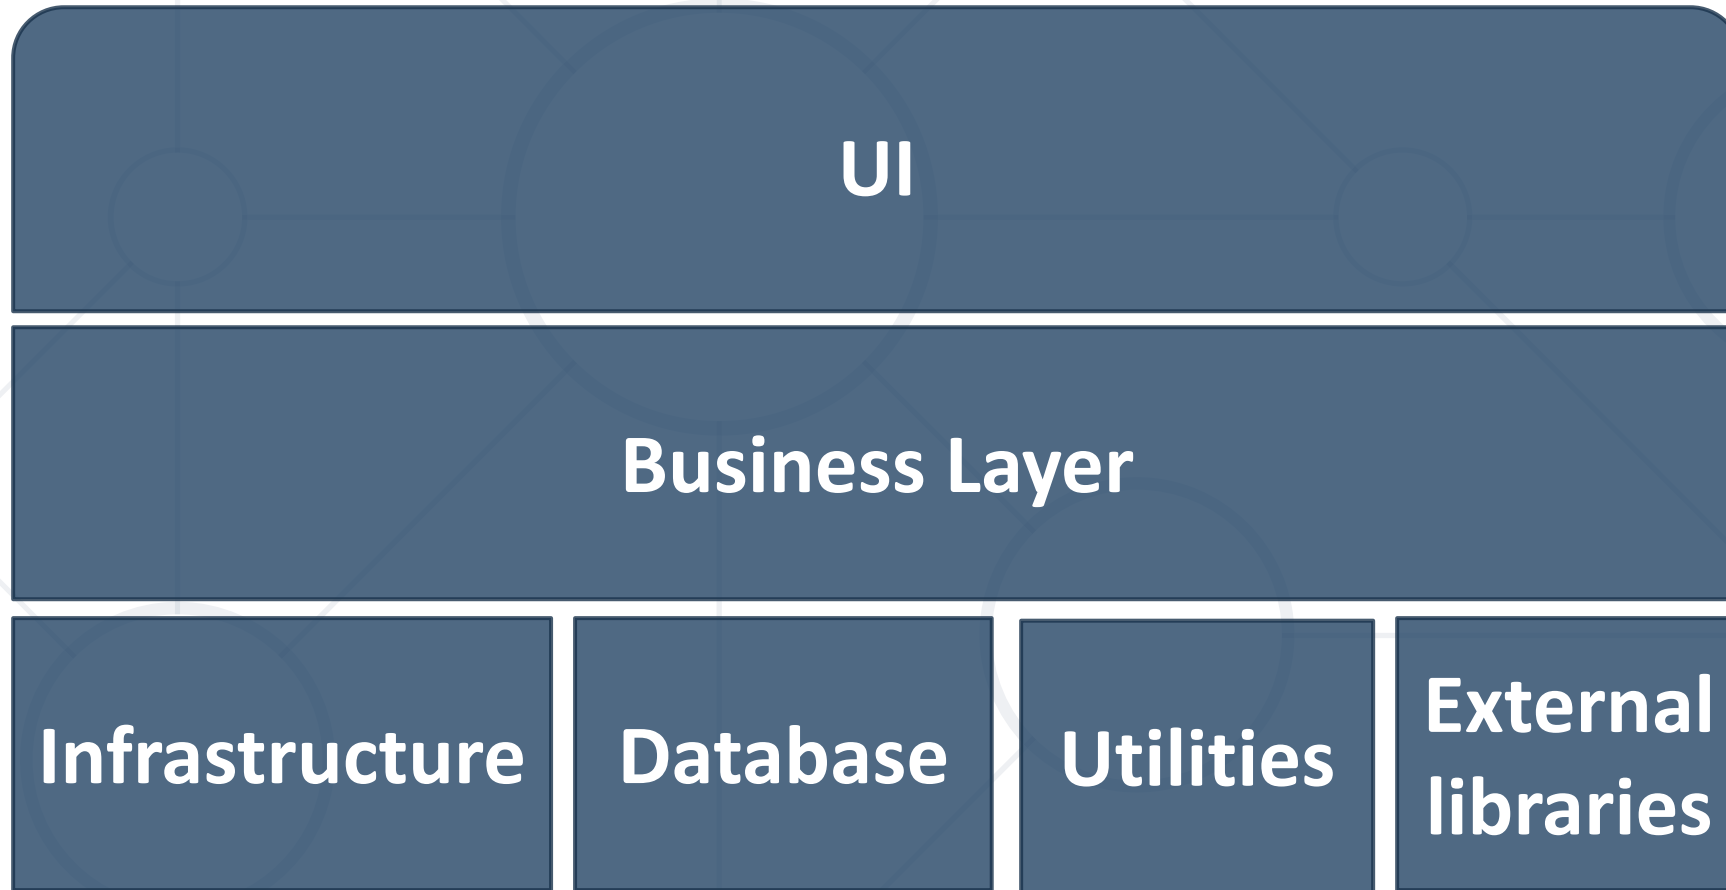 UI
Business Layer
Infrastructure
Database
Utilities
External
libraries